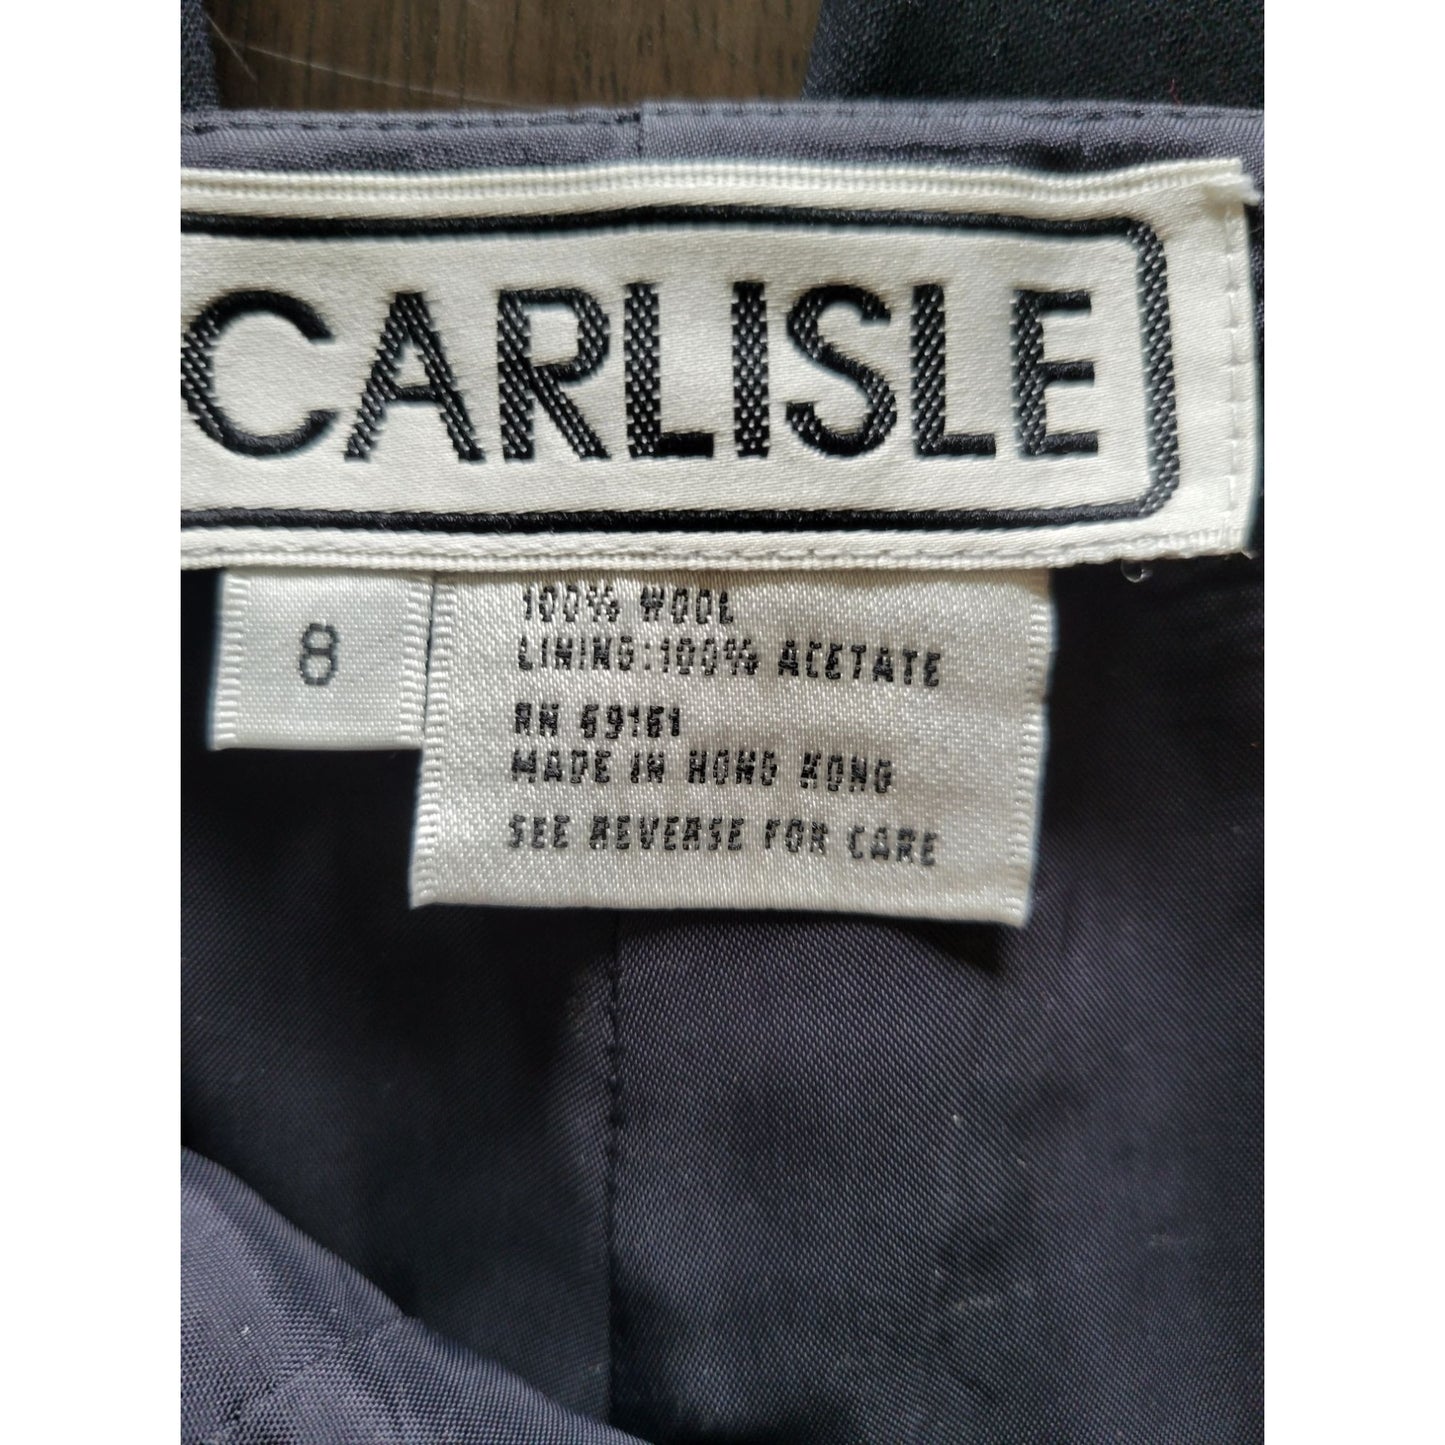 CARLISLE
8
100% WOOL
LINING:100% ACETATE
RN 69161
MADE IN HONG KONG
SEE REVERSE FOR CARE